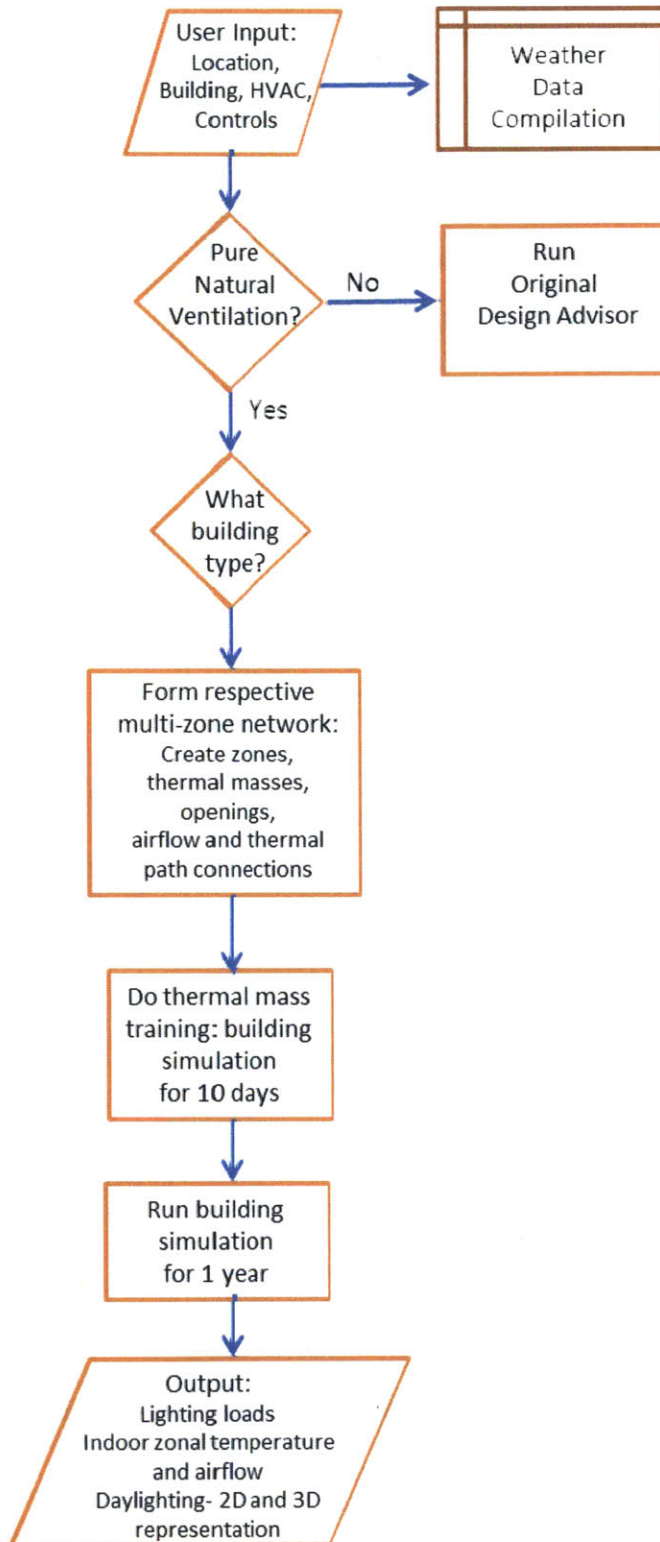 User Input:
Location,
Building, HVAC,
Controls
Weather
Data
Compilation
Pure
Natural
Ventilation?
No
Run
Original
Design Advisor
Yes
What
building
type?
Form respective
multi-zone network:
Create zones,
thermal masses,
openings,
airflow and thermal
path connections
Do thermal mass
training: building
simulation
for 10 days
Run building
simulation
for 1 year
Output:
Lighting loads
Indoor zonal temperature
and airflow
Daylighting- 2D and 3D
representation